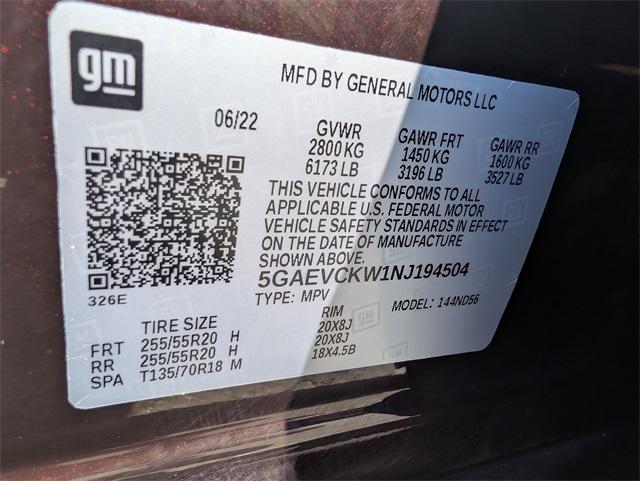 gm
MFD BY GENERAL MOTORS LLC
06/22
GVWR GAWR FRT GAWR RR
2800 KG 1450 KG 1600 KG
6173 LB 3196 LB 3527 LB
THIS VEHICLE CONFORMS TO ALL
APPLICABLE U.S. FEDERAL MOTOR
VEHICLE SAFETY STANDARDS IN EFFECT
ON THE DATE OF MANUFACTURE
SHOWN ABOVE.
5GAEVCKW1NJ194504
326E
TYPE: MPV MODEL: 144ND56
TIRE SIZE RIM
FRT 255/55R20 H 20X8J
RR 255/55R20 H 20X8J
SPA T135/70R18 M 18X4.5B